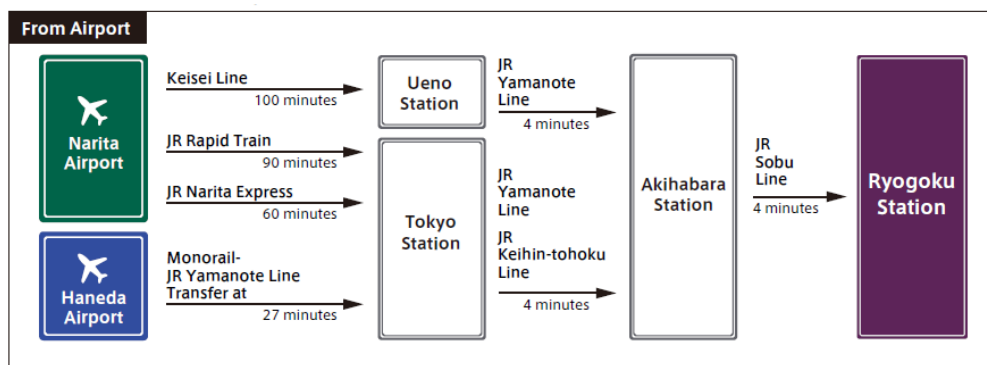 From Airport
Narita
Airport
Keisei Line
100 minutes
JR Rapid Train
90 minutes
JR Narita Express
60 minutes
Haneda
Airport
Monorail-
JR Yamanote Line
Transfer at
27 minutes
Ueno
Station
Tokyo
Station
JR
Yamanote
Line
4 minutes
JR
Yamanote
Line
JR
Keihin-tohoku
Line
4 minutes
Akihabara
Station
JR
Sobu
Line
4 minutes
Ryogoku
Station